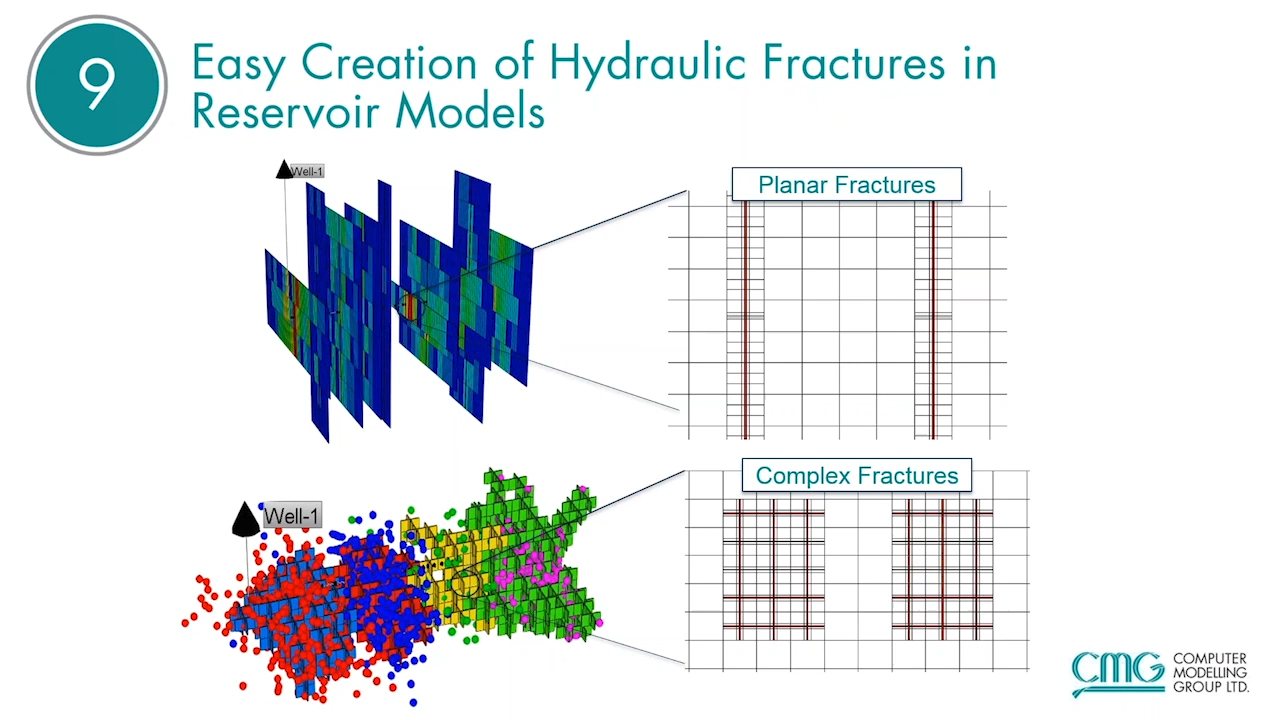 9
Easy Creation of Hydraulic Fractures in
Reservoir Models
Well-1
Planar Fractures
Well-1
Complex Fractures
CMG
COMPUTER
MODELLING
GROUP LTD.